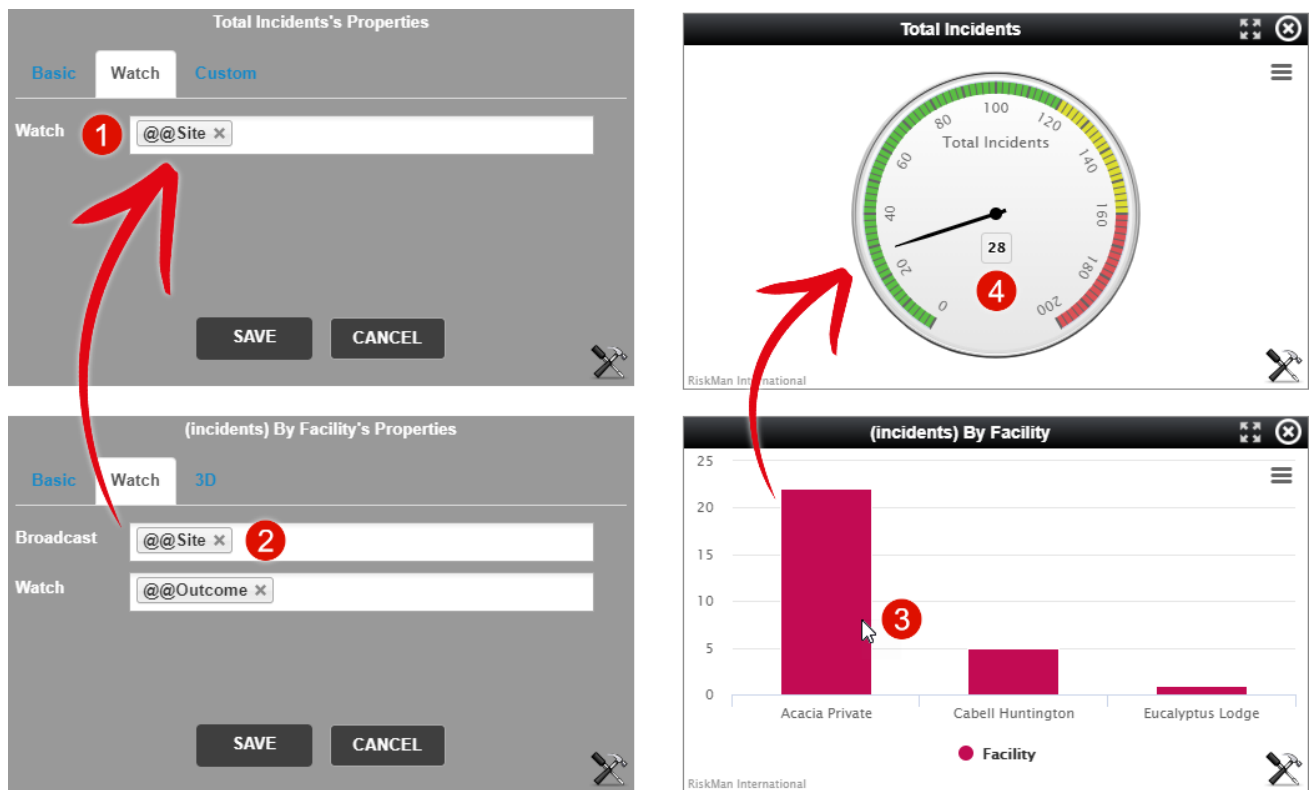 Total Incidents's Properties
Basic Watch Custom
Watch 1 @@Site ×
SAVE CANCEL
Total Incidents
0 20 40 60 80 100 120 140 160 180 200
Total Incidents
28
4
RiskMan International
(incidents) By Facility's Properties
Basic Watch 3D
Broadcast @@Site × 2
Watch @@Outcome ×
SAVE CANCEL
(incidents) By Facility
25
20
15
10
5
0
3
Acacia Private Cabell Huntington Eucalyptus Lodge
Facility
RiskMan International